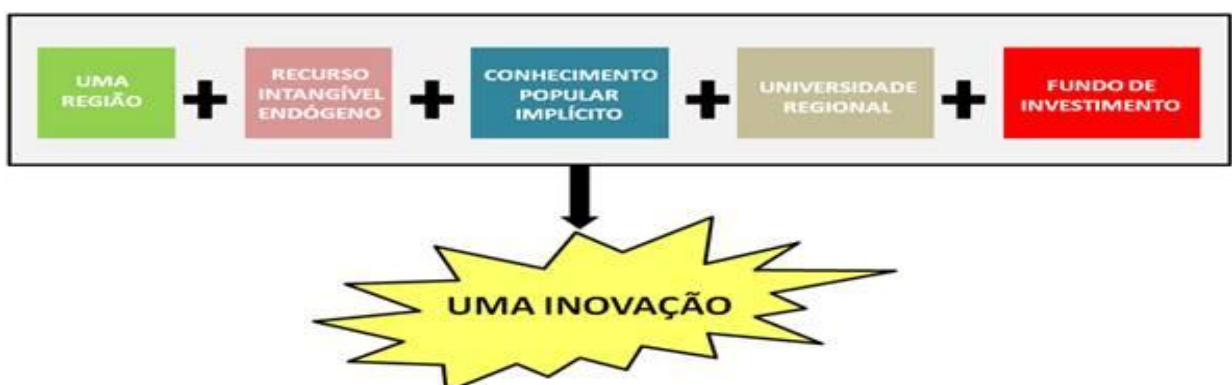 UMA
REGIÃO
RECURSO
INTANGÍVEL
ENDÓGENO
CONHECIMENTO
POPULAR
IMPLÍCITO
UNIVERSIDADE
REGIONAL
FUNDO DE
INVESTIMENTO
UMA INOVAÇÃO